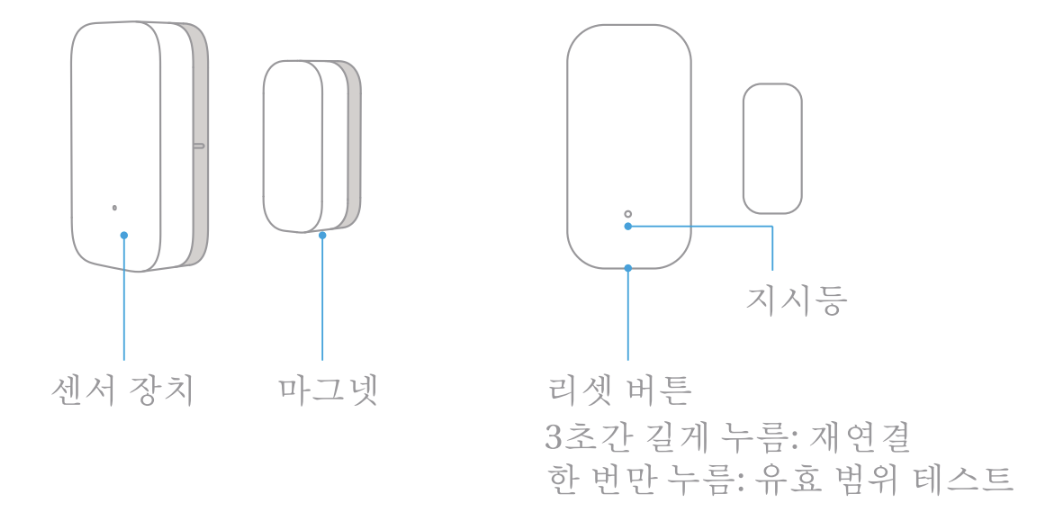 지시등
센서 장치
마그넷
리셋 버튼
3초간 길게 누름: 재연결
한 번만 누름: 유효 범위 테스트